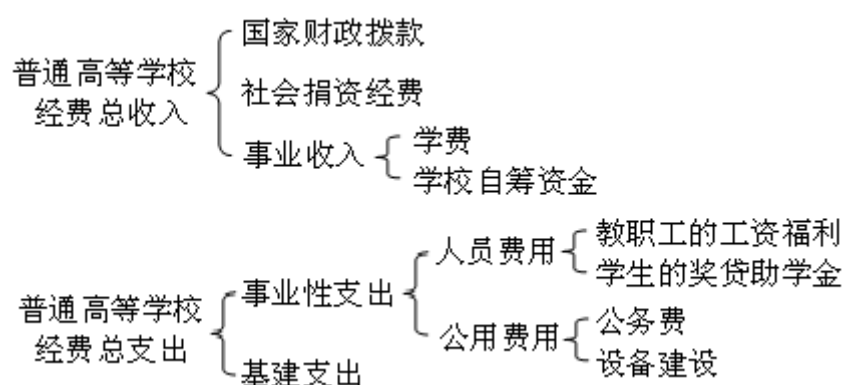 国家财政拨款
普通高等学校
经费总收入
社会捐资经费
事业收入
学费
学校自筹资金
教职工的工资福利
人员费用
学生的奖贷助学金
事业性支出
普通高等学校
经费总支出
公务费
公用费用
设备建设
基建支出